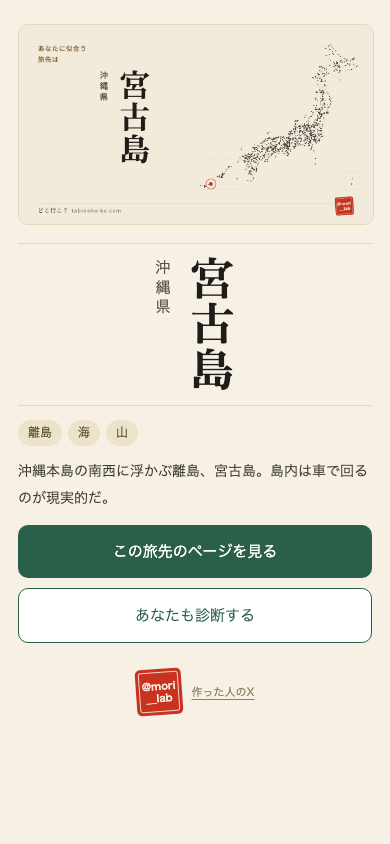 あなたに似合う
旅先は
宮古島
沖縄県
どこ行こ？ tabidokoiko.com
@mori
__lab
宮古島
沖縄県
離島 海 山
沖縄本島の南西に浮かぶ離島、宮古島。島内は車で回る
のが現実的だ。
この旅先のページを見る
あなたも診断する
@mori
__lab
作った人のX